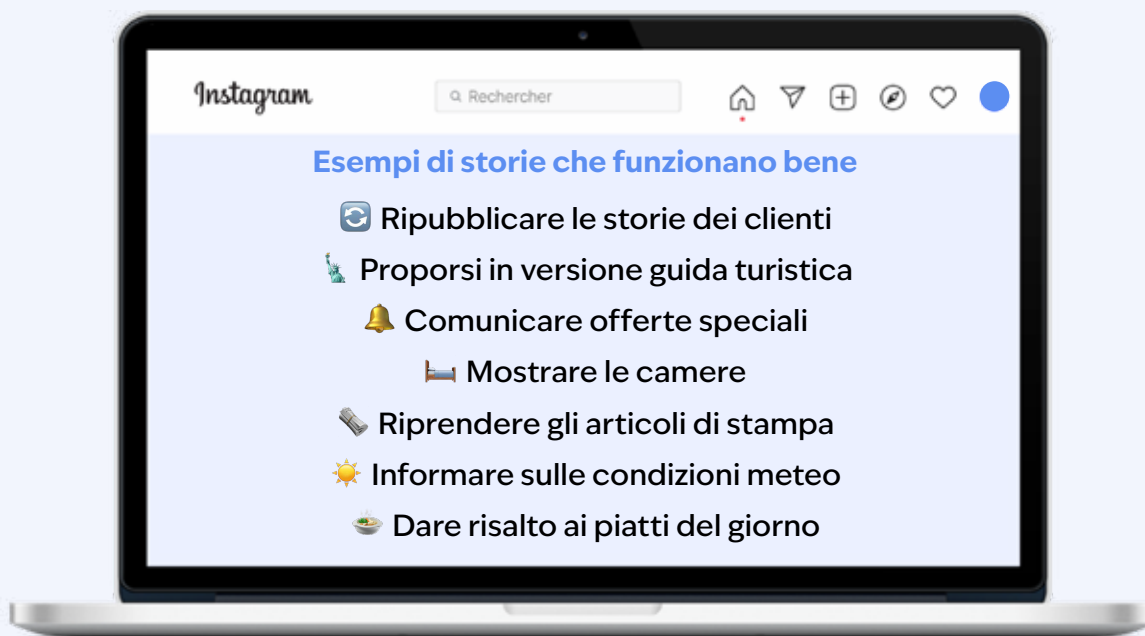 Instagram
Rechercher
Esempi di storie che funzionano bene
🔄 Ripubblicare le storie dei clienti
🗽 Proporsi in versione guida turistica
🔔 Comunicare offerte speciali
🛏️ Mostrare le camere
🗞️ Riprendere gli articoli di stampa
☀️ Informare sulle condizioni meteo
🍲 Dare risalto ai piatti del giorno